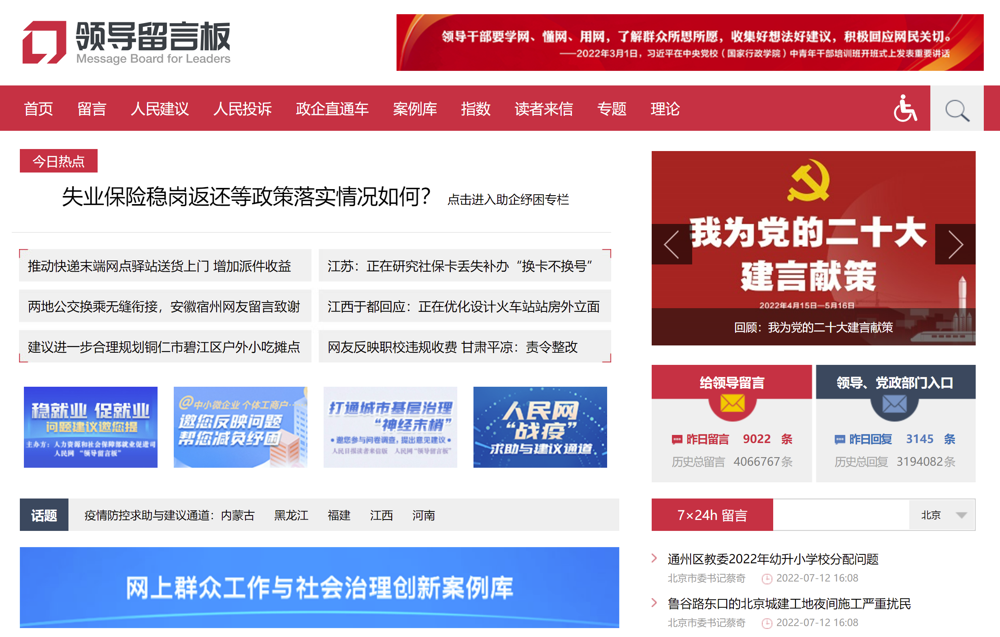 领导留言板
Message Board for Leaders
领导干部要学网、懂网、用网，了解群众所思所愿，收集好想法好建议，积极回应网民关切。
——2022年3月1日，习近平在中央党校（国家行政学院）中青年干部培训班开班式上发表重要讲话
首页 留言 人民建议 人民投诉 政企直通车 案例库 指数 读者来信 专题 理论
今日热点
失业保险稳岗返还等政策落实情况如何？ 点击进入助企纾困专栏
推动快递末端网点驿站送货上门 增加派件收益
江苏：正在研究社保卡丢失补办“换卡不换号”
两地公交换乘无缝衔接，安徽宿州网友留言致谢
江西于都回应：正在优化设计火车站站房外立面
建议进一步合理规划铜仁市碧江区户外小吃摊点
网友反映职校违规收费 甘肃平凉：责令整改
我为党的二十大
建言献策
2022年4月15日—5月16日
回顾：我为党的二十大建言献策
稳就业 促就业
问题建议邀您提
主办方：人力资源和社会保障部就业促进司
人民网 “领导留言板”
@中小微企业 个体工商户……
邀您反映问题
帮您减负纾困
打通城市基层治理
“神经末梢”
•邀您参与问卷调查，提出意见建议•
人民日报读者来信版 人民网“领导留言板”
人民网
“战疫”
求助与建议通道
给领导留言
昨日留言 9022 条
历史总留言 4066767条
领导、党政部门入口
昨日回复 3145 条
历史总回复 3194082条
话题 疫情防控求助与建议通道：内蒙古 黑龙江 福建 江西 河南
网上群众工作与社会治理创新案例库
7×24h 留言 北京
通州区教委2022年幼升小学校分配问题
北京市委书记蔡奇 2022-07-12 16:08
鲁谷路东口的北京城建工地夜间施工严重扰民
北京市委书记蔡奇 2022-07-12 16:08